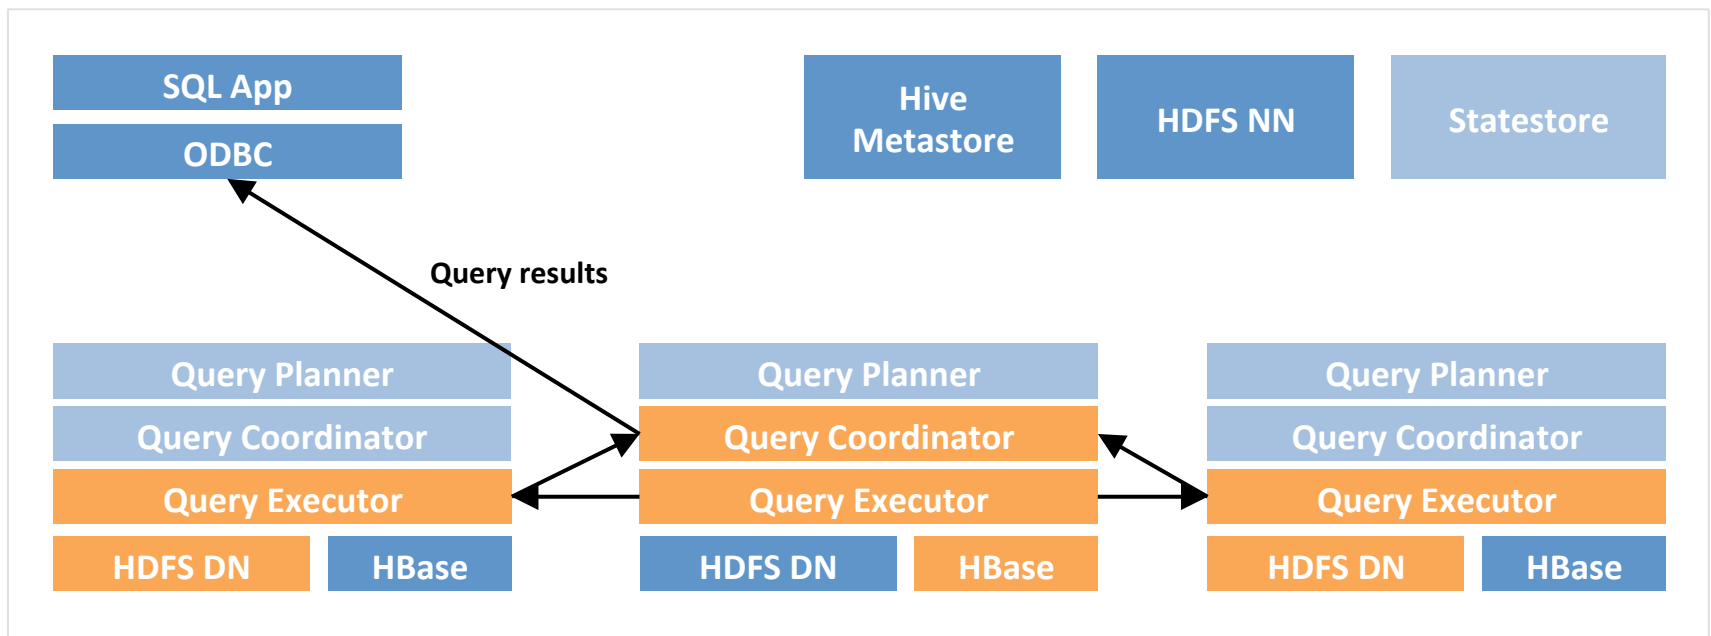 SQL App
ODBC
Hive
Metastore
HDFS NN
Statestore
Query results
Query Planner
Query Coordinator
Query Executor
HDFS DN
HBase
Query Planner
Query Coordinator
Query Executor
HDFS DN
HBase
Query Planner
Query Coordinator
Query Executor
HDFS DN
HBase